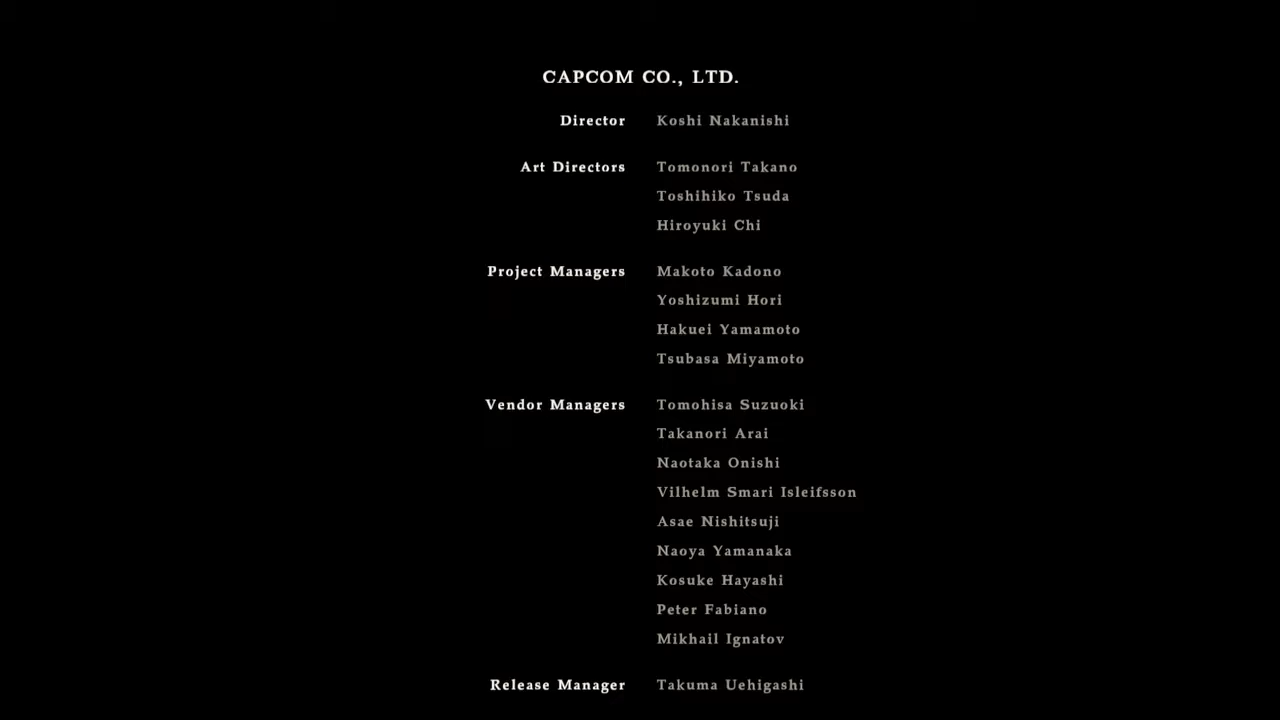 CAPCOM CO., LTD.
Director Koshi Nakanishi
Art Directors Tomonori Takano
Toshihiko Tsuda
Hiroyuki Chi
Project Managers Makoto Kadono
Yoshizumi Hori
Hakuei Yamamoto
Tsubasa Miyamoto
Vendor Managers Tomohisa Suzuoki
Takanori Arai
Naotaka Onishi
Vilhelm Smari Isleifsson
Asae Nishitsuji
Naoya Yamanaka
Kosuke Hayashi
Peter Fabiano
Mikhail Ignatov
Release Manager Takuma Uehigashi